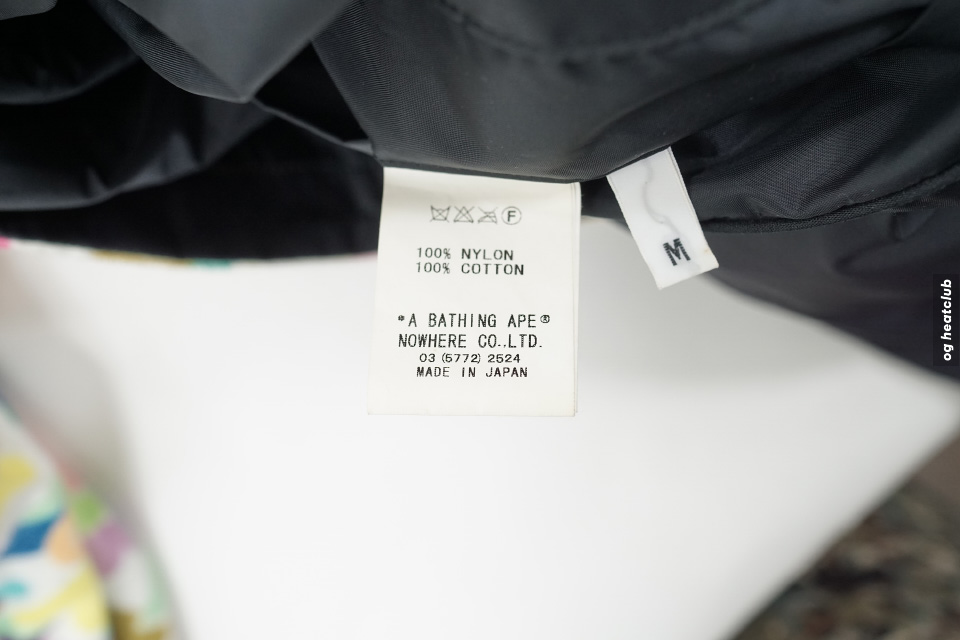 F
100% NYLON
100% COTTON
*A BATHING APE®
NOWHERE CO.,LTD.
03 (5772) 2524
MADE IN JAPAN
M
og heatclub